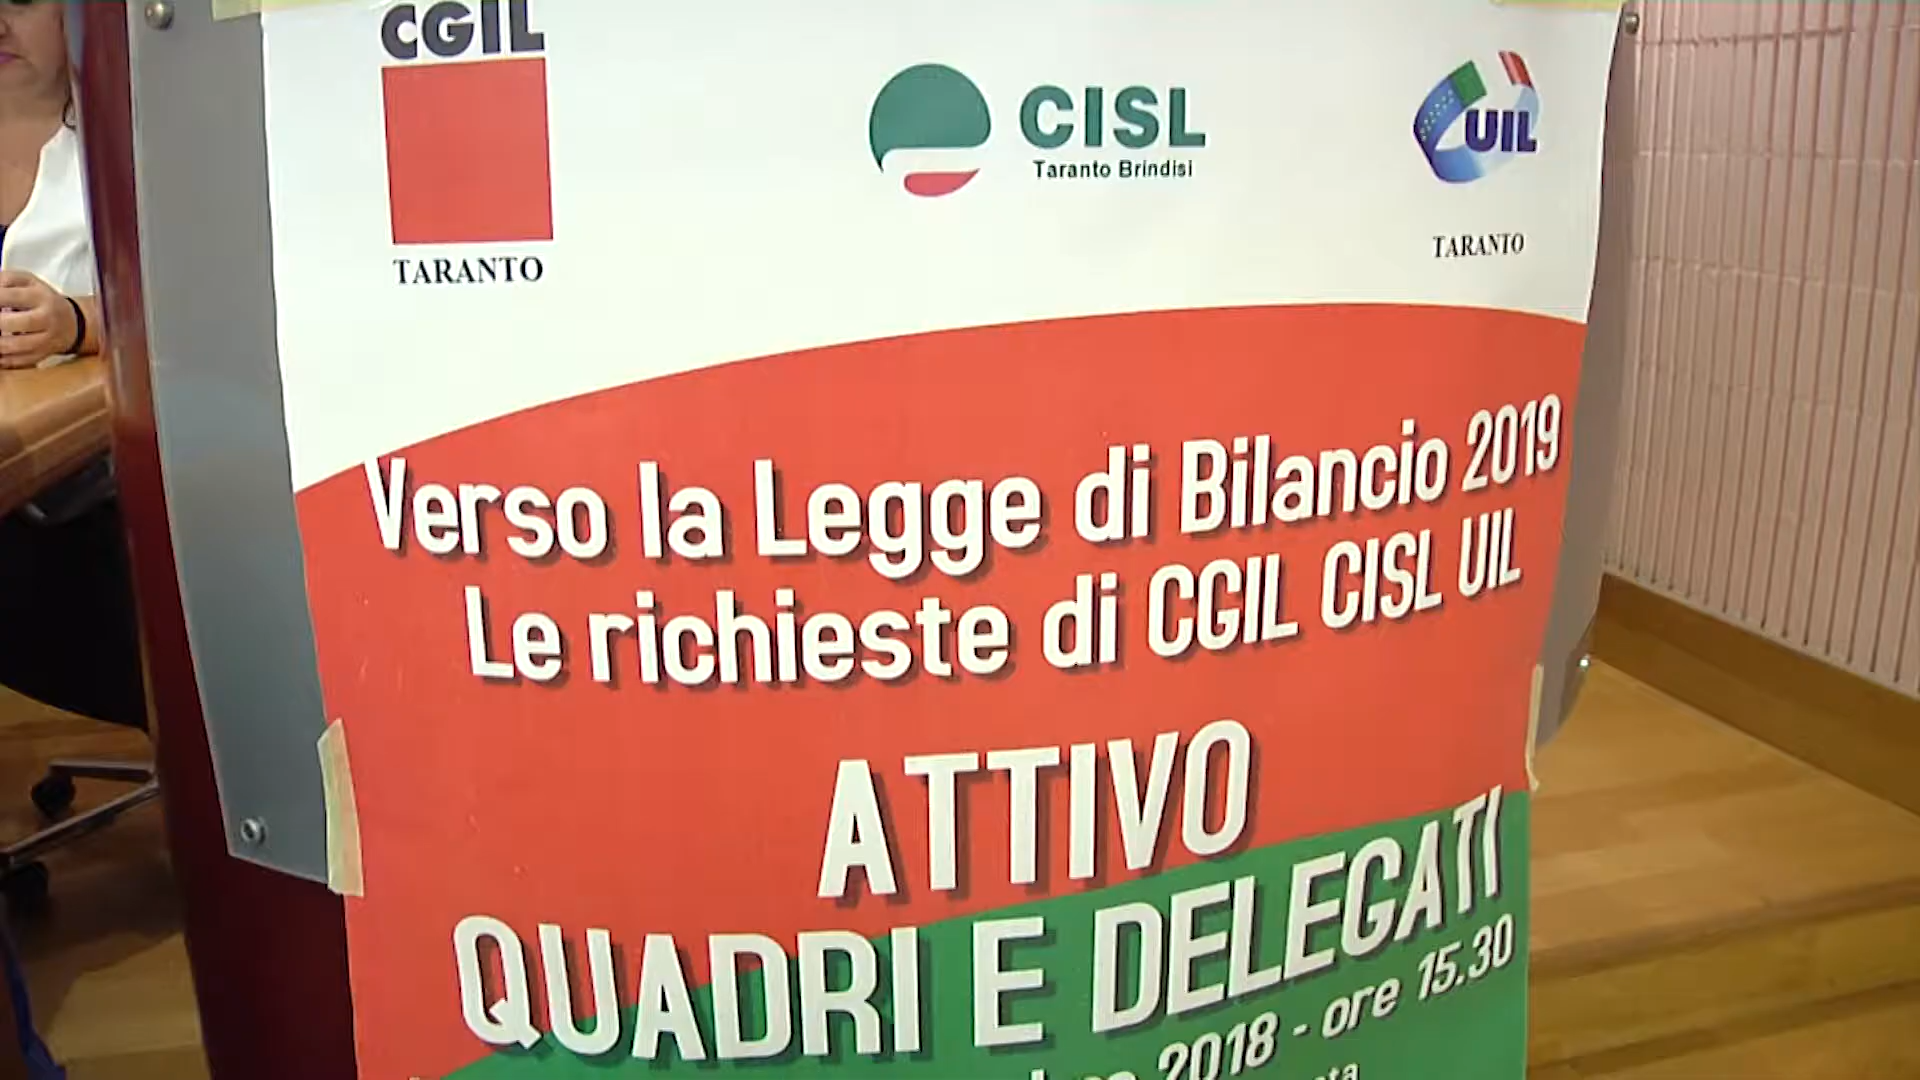 CGIL
TARANTO
CISL
Taranto Brindisi
UIL
TARANTO
Verso la Legge di Bilancio 2019
Le richieste di CGIL CISL UIL
ATTIVO
QUADRI E DELEGATI
2018 - ore 15.30